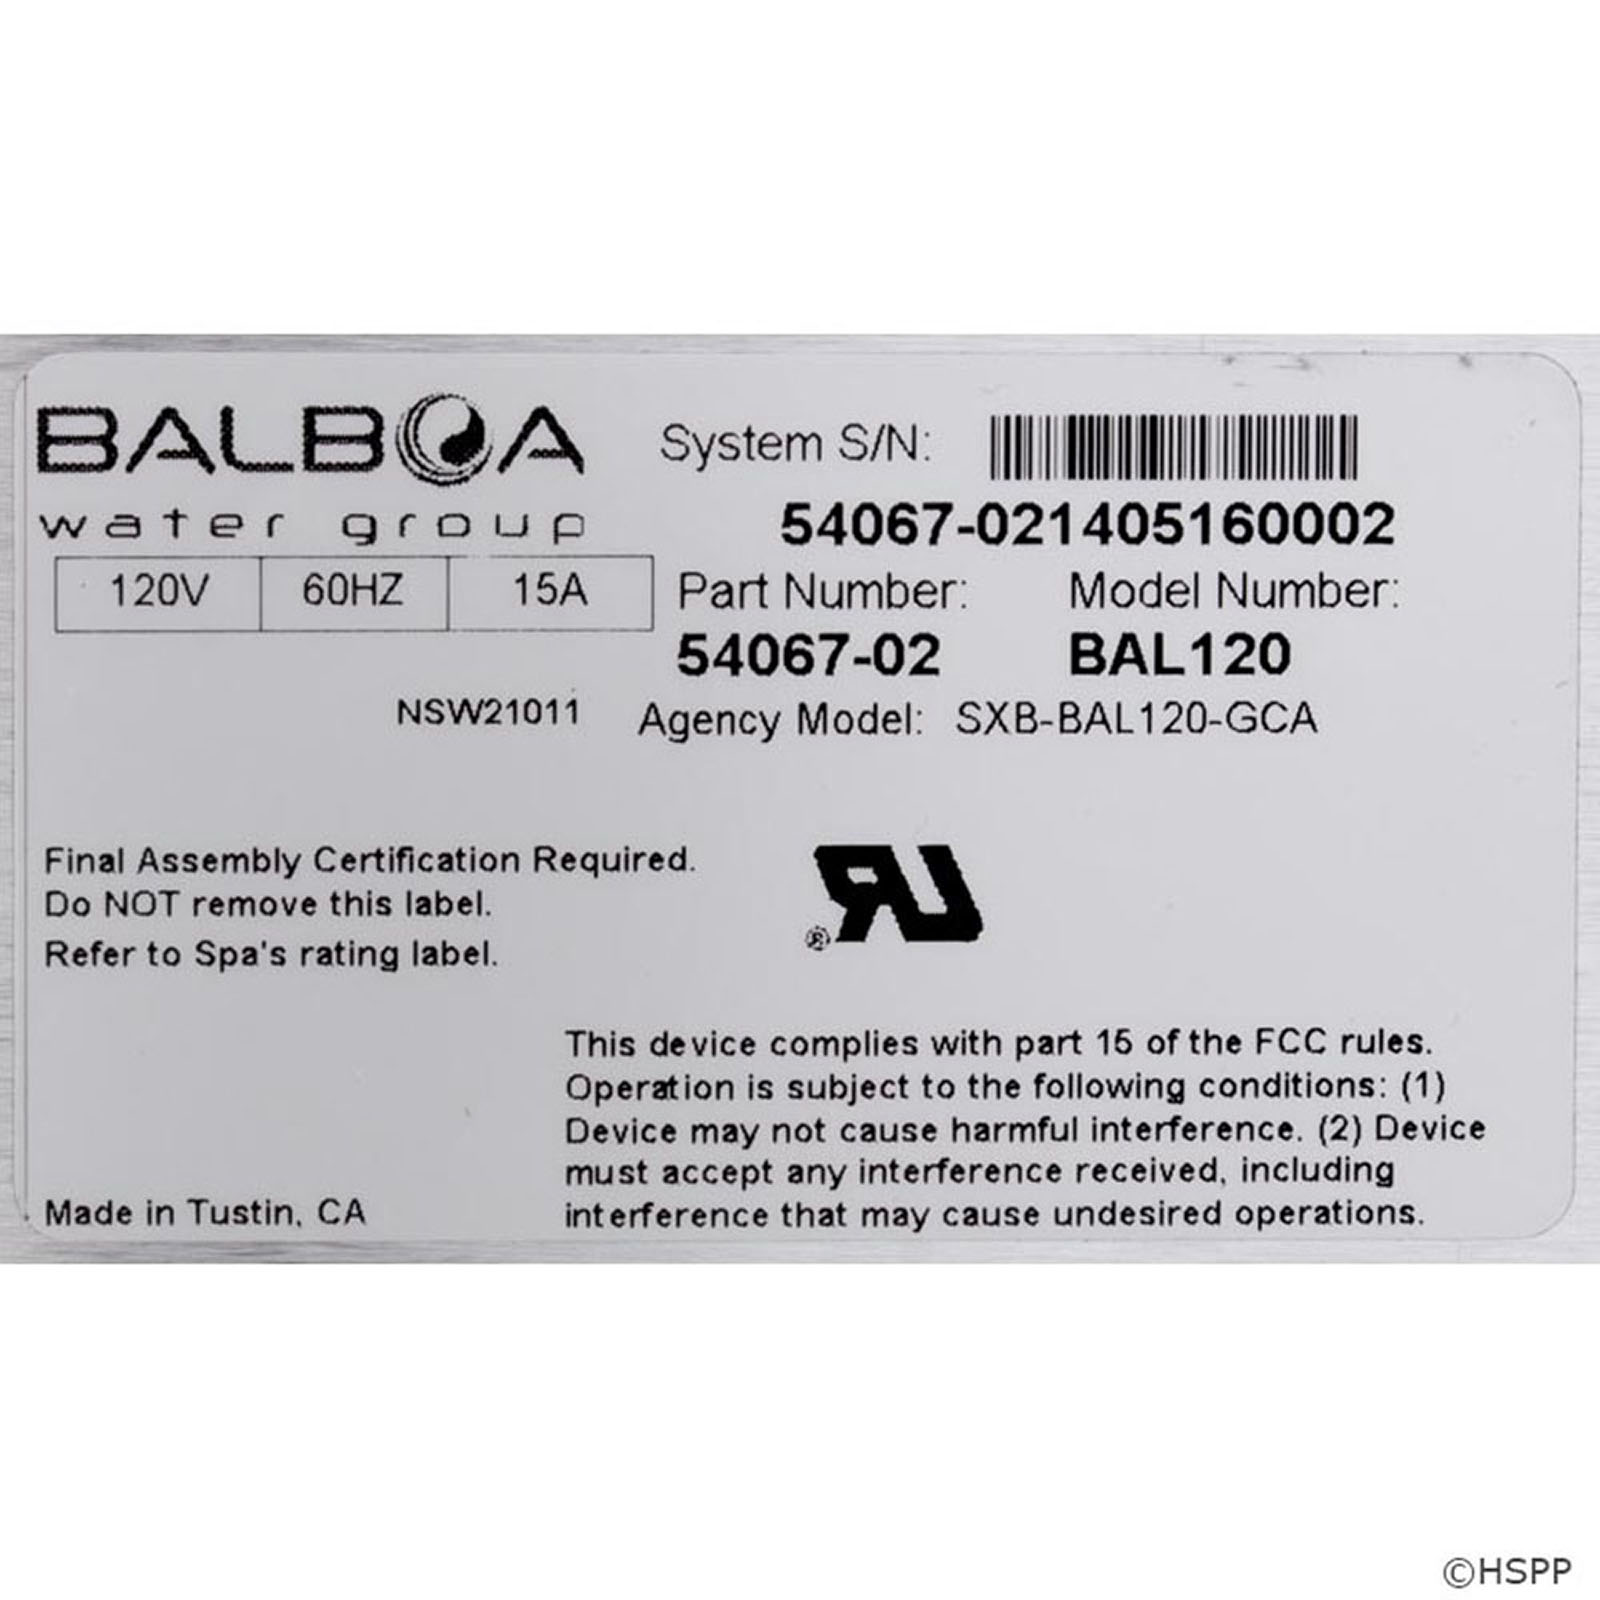 BALBOA
water group
System S/N:
54067-021405160002
120V 60HZ 15A
Part Number: Model Number:
54067-02 BAL120
NSW21011
Agency Model: SXB-BAL120-GCA
Final Assembly Certification Required.
Do NOT remove this label.
Refer to Spa's rating label.
UR®
This device complies with part 15 of the FCC rules.
Operation is subject to the following conditions: (1)
Device may not cause harmful interference. (2) Device
must accept any interference received, including
interference that may cause undesired operations.
Made in Tustin, CA
©HSPP